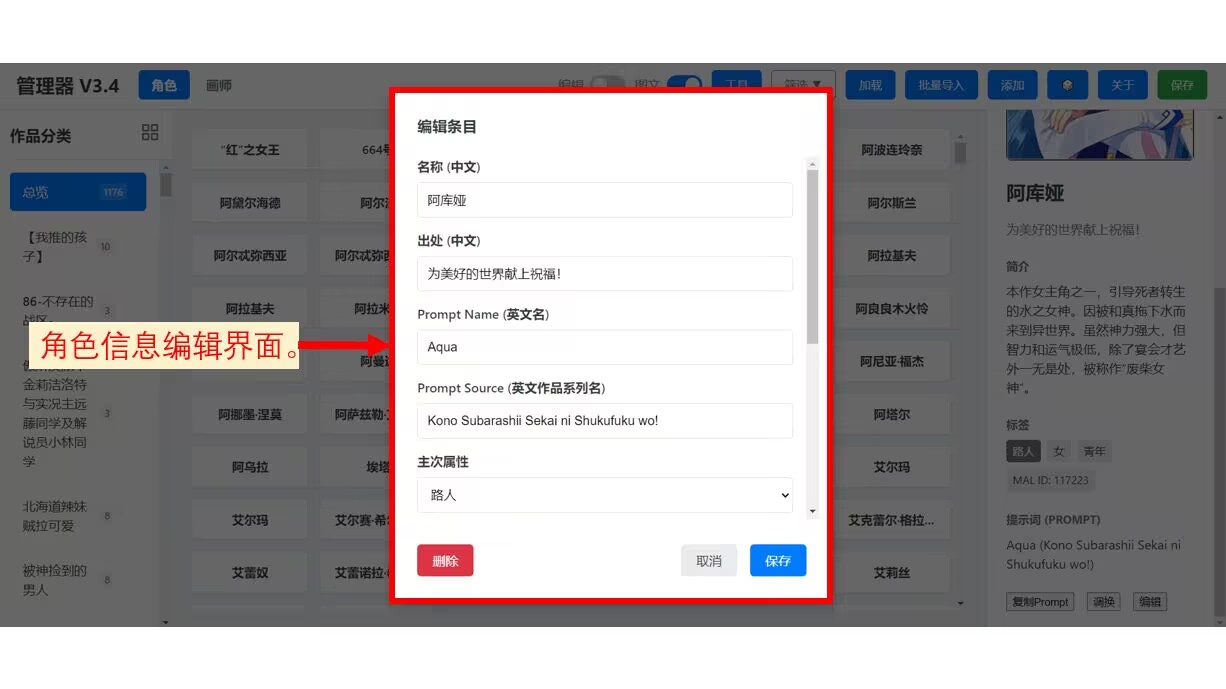 管理器 V3.4
角色
画师
编辑
图文
工具
筛选 ▼
加载
批量导入
添加
关于
保存
作品分类
总览
1176
【我推的孩
子】
10
86-不存在的
战区-
3
金莉洁洛特
与实况主远
藤同学及解
说员小林同
学
3
北海道辣妹
贼拉可爱
8
被神捡到的
男人
8
“红”之女王
阿黛尔海德
阿尔忒弥西亚
阿尔忒弥西
阿拉基夫
阿拉米
阿曼
阿挪墨·涅莫
阿萨兹勒·
阿乌拉
埃塔
艾尔玛
艾尔赛·希
艾蕾奴
艾蕾诺拉·
阿波连玲奈
阿尔斯兰
阿拉基夫
阿良良木火怜
阿尼亚·福杰
阿塔尔
艾尔玛
艾克蕾尔·格拉...
艾莉丝
角色信息编辑界面。
编辑条目
名称 (中文)
阿库娅
出处 (中文)
为美好的世界献上祝福！
Prompt Name (英文名)
Aqua
Prompt Source (英文作品系列名)
Kono Subarashii Sekai ni Shukufuku wo!
主次属性
路人
删除
取消
保存
阿库娅
为美好的世界献上祝福！
简介
本作女主角之一，引导死者转生
的水之女神。因被和真拖下水而
来到异世界。虽然神力强大，但
智力和运气极低，除了宴会才艺
外一无是处，被称作“废柴女
神”。
标签
路人
女
青年
MAL ID: 117223
提示词 (PROMPT)
Aqua (Kono Subarashii Sekai ni
Shukufuku wo!)
复制Prompt
调换
编辑